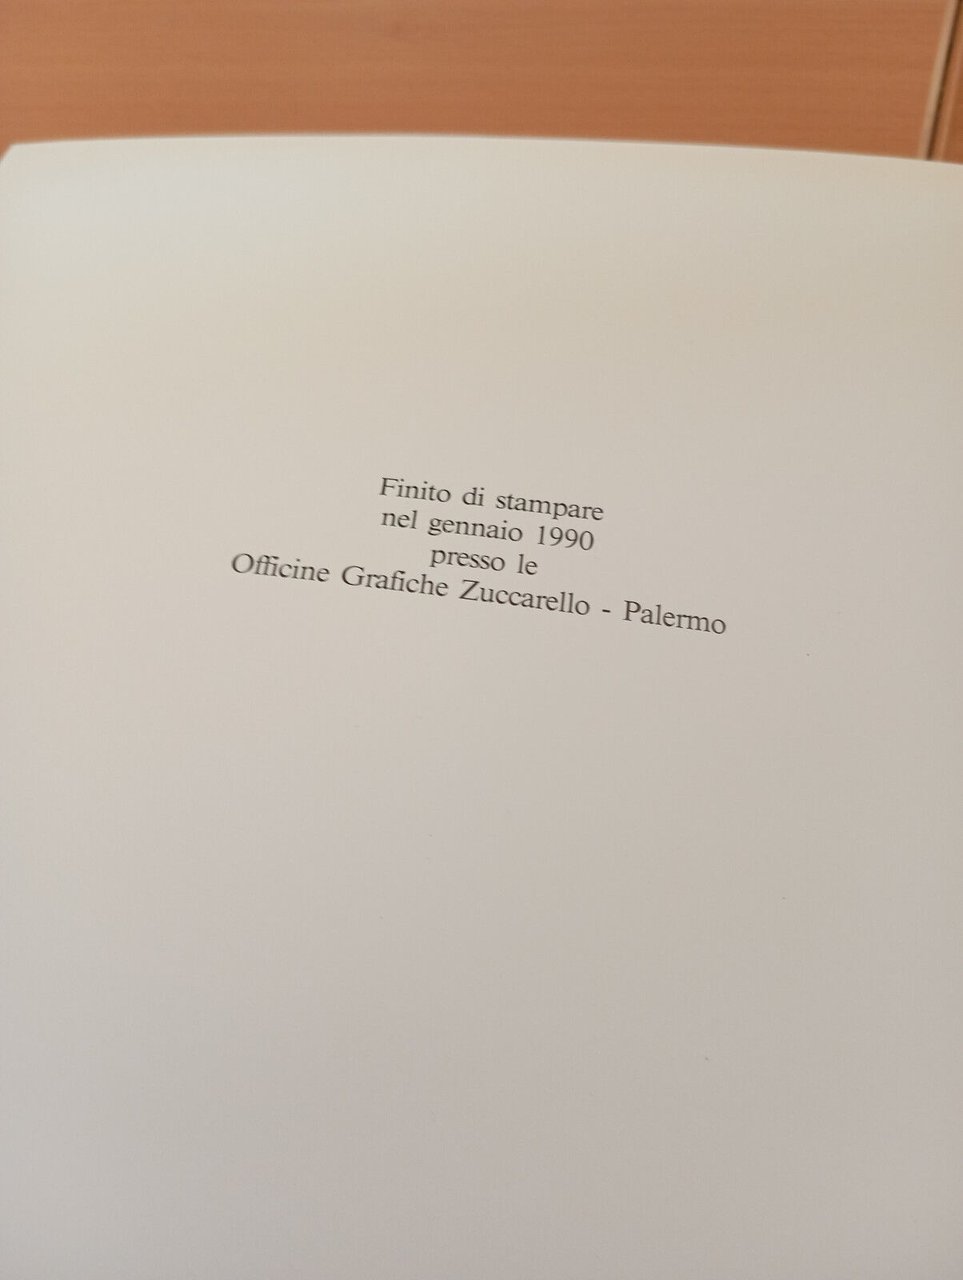 Finito di stampare
nel gennaio 1990
presso le
Officine Grafiche Zuccarello - Palermo